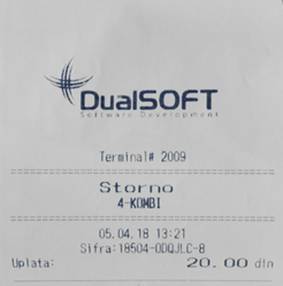 DualSOFT
Software Development
Terminal# 2009
Storno
4-KOMBI
05.04.18 13:21
Sifra:18504-ODQJLC-8
Uplata: 20.00 din